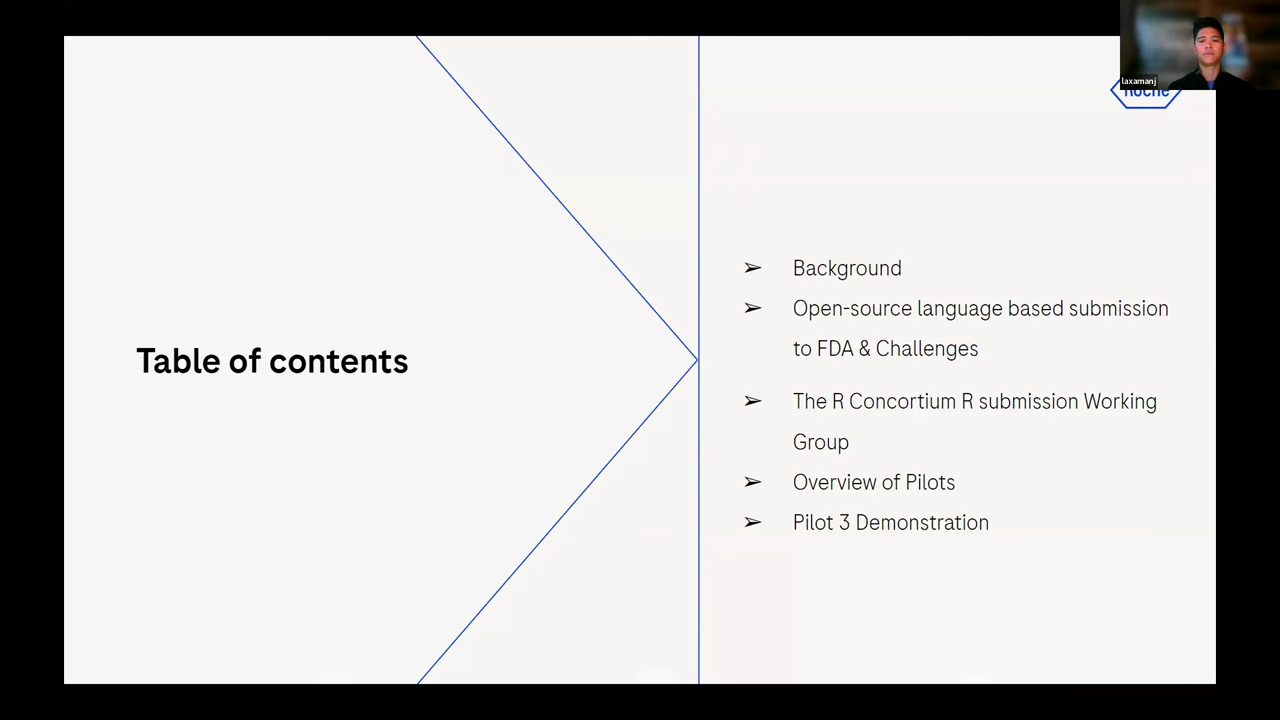 laxamanj
Roche
Table of contents
➢ Background
➢ Open-source language based submission
to FDA & Challenges
➢ The R Concortium R submission Working
Group
➢ Overview of Pilots
➢ Pilot 3 Demonstration